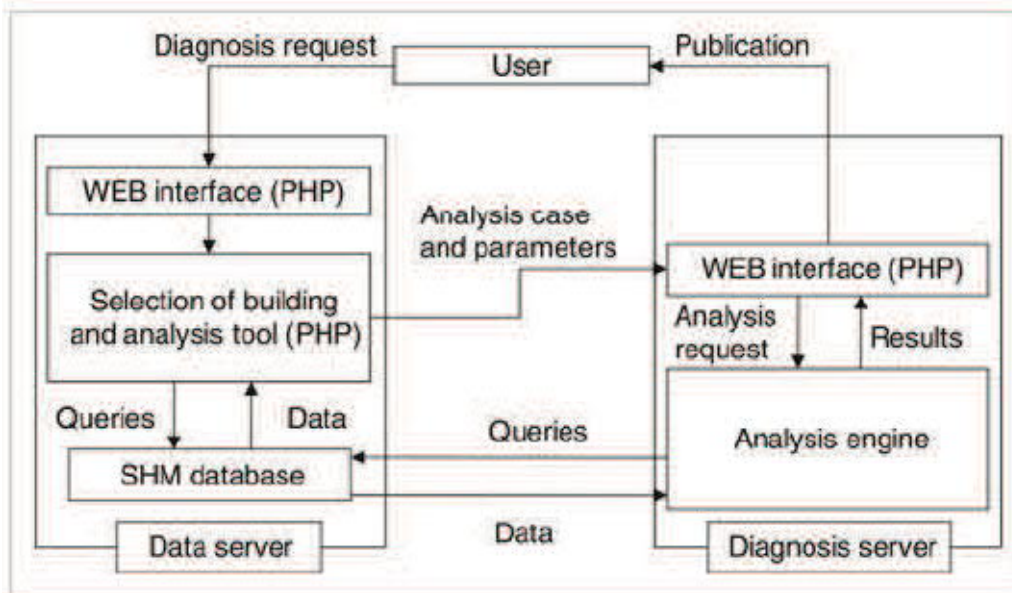 Diagnosis request
User
Publication
WEB interface (PHP)
Selection of building
and analysis tool (PHP)
Queries
Data
SHM database
Data server
Analysis case
and parameters
Queries
Data
WEB interface (PHP)
Analysis
request
Results
Analysis engine
Diagnosis server